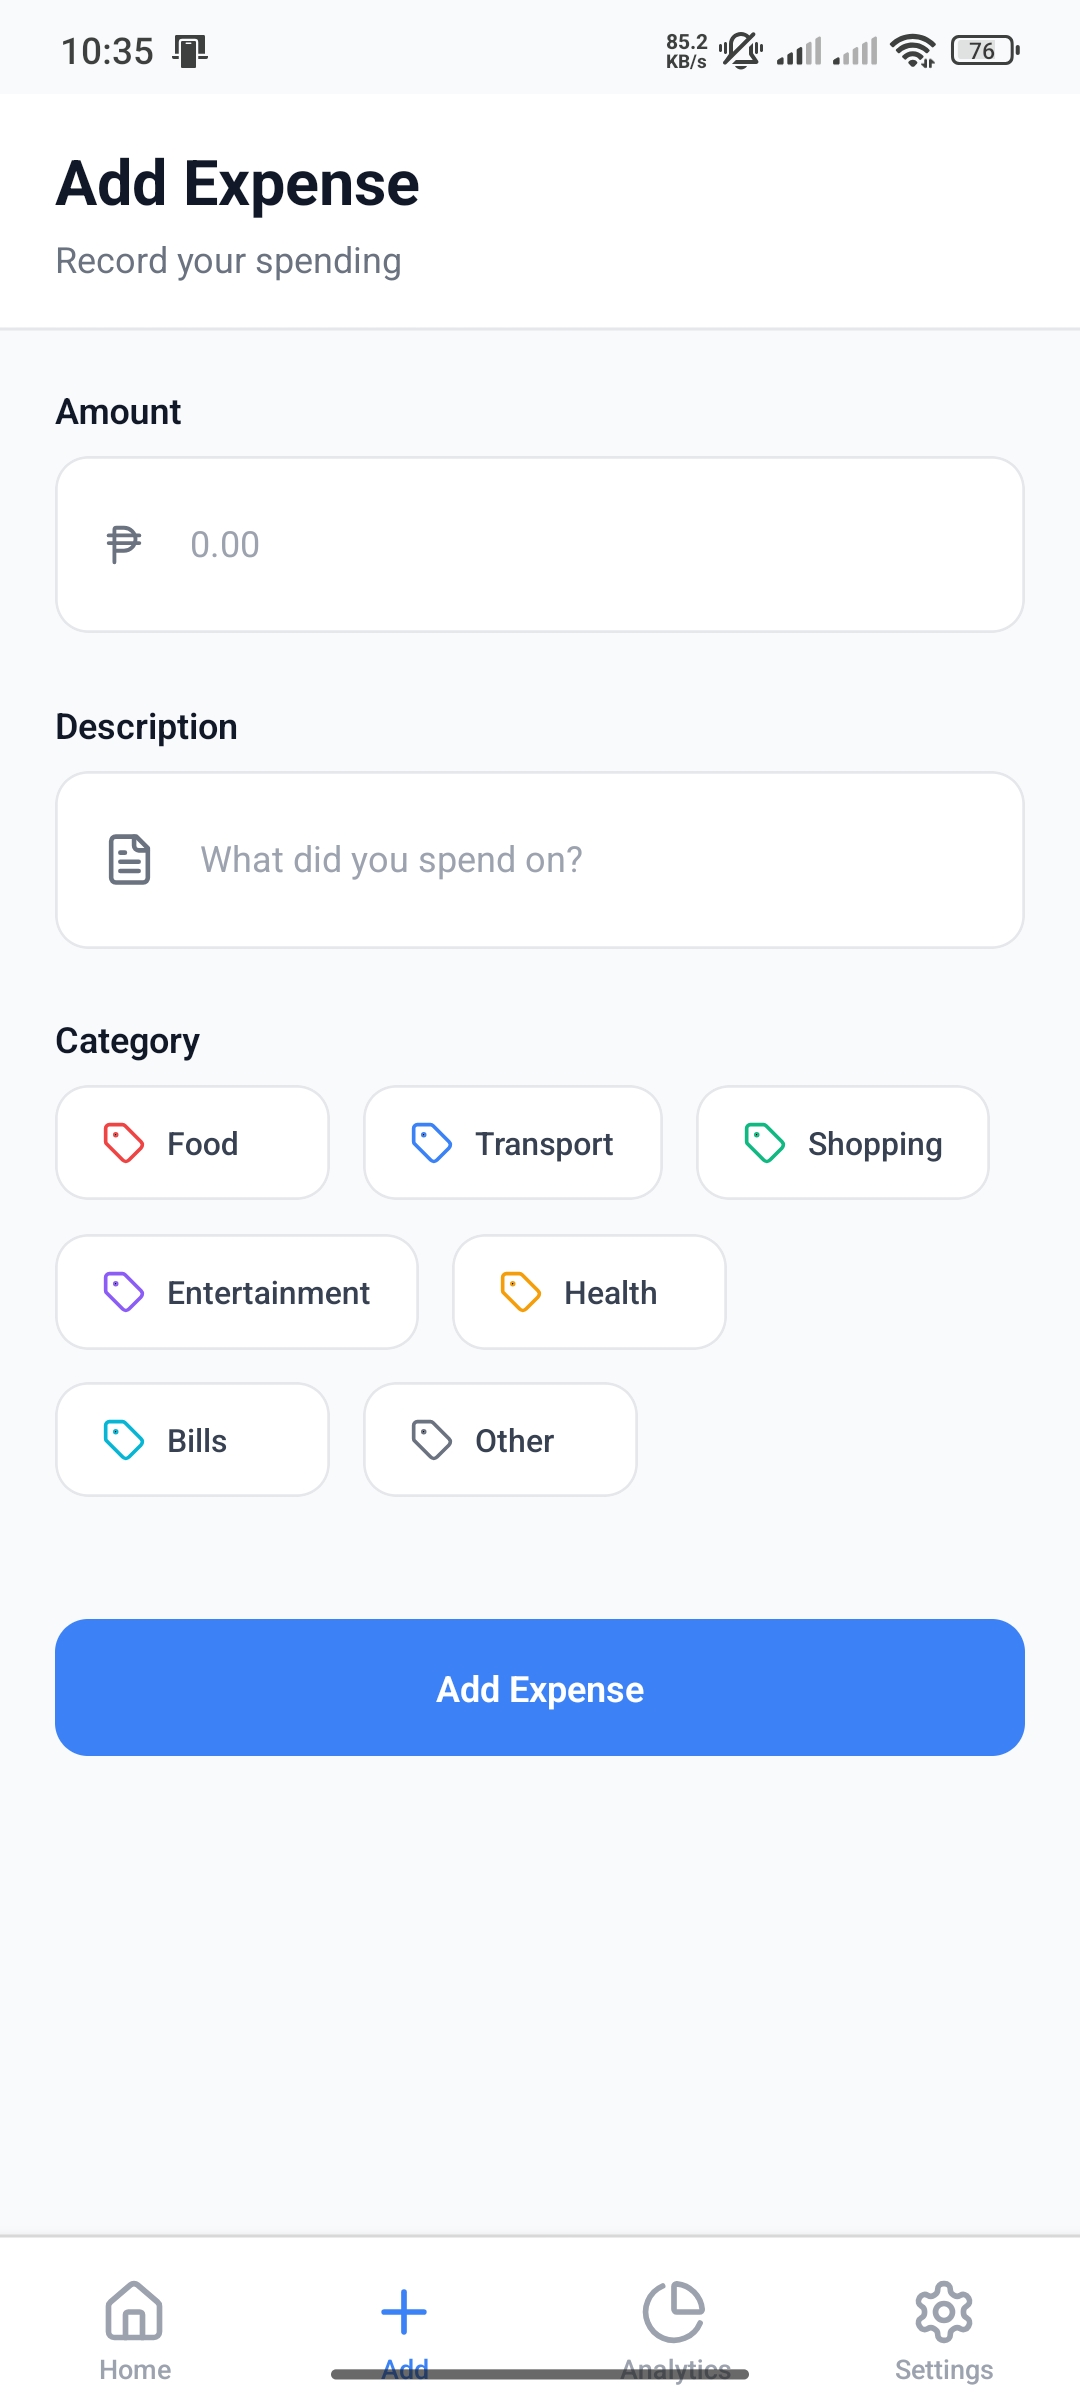 10:35
85.2
KB/s
76
Add Expense
Record your spending
Amount
₱ 0.00
Description
What did you spend on?
Category
Food Transport Shopping
Entertainment Health
Bills Other
Add Expense
Home Add Analytics Settings